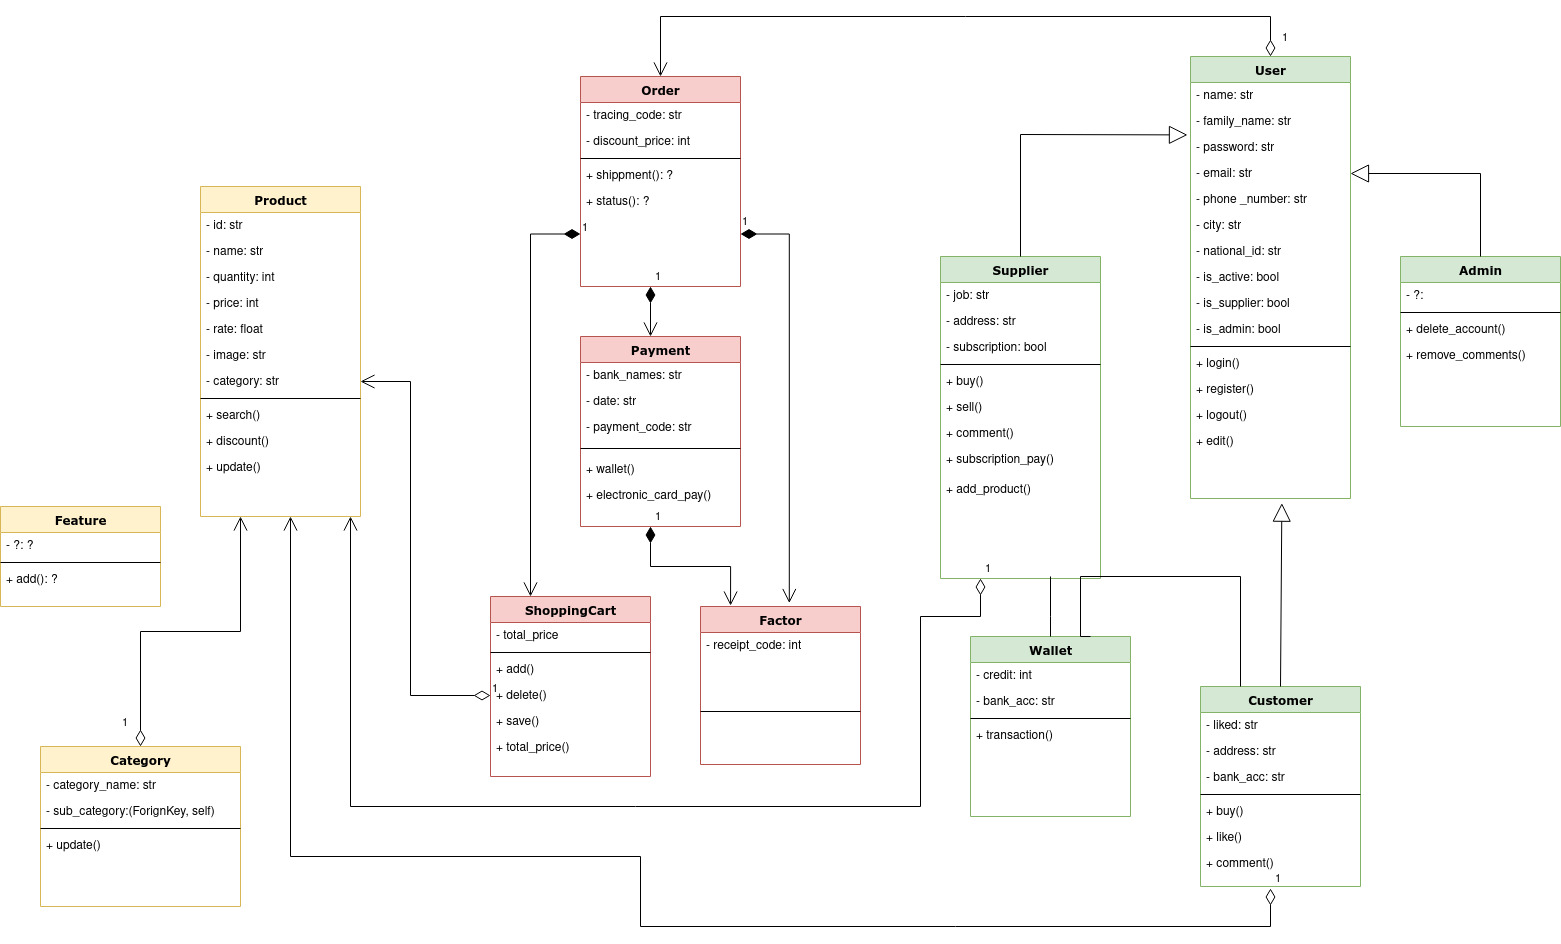 1
User
- name: str
- family_name: str
- password: str
- email: str
- phone _number: str
- city: str
- national_id: str
- is_active: bool
- is_supplier: bool
- is_admin: bool
+ login()
+ register()
+ logout()
+ edit()
Order
- tracing_code: str
- discount_price: int
+ shippment(): ?
+ status(): ?
1
1
1
Product
- id: str
- name: str
- quantity: int
- price: int
- rate: float
- image: str
- category: str
+ search()
+ discount()
+ update()
Supplier
- job: str
- address: str
- subscription: bool
+ buy()
+ sell()
+ comment()
+ subscription_pay()
+ add_product()
1
Admin
- ?:
+ delete_account()
+ remove_comments()
Payment
- bank_names: str
- date: str
- payment_code: str
+ wallet()
+ electronic_card_pay()
1
Feature
- ?: ?
+ add(): ?
ShoppingCart
- total_price
+ add()
1
+ delete()
+ save()
+ total_price()
Factor
- receipt_code: int
Wallet
- credit: int
- bank_acc: str
+ transaction()
Customer
- liked: str
- address: str
- bank_acc: str
+ buy()
+ like()
+ comment()
1
1
Category
- category_name: str
- sub_category:(ForignKey, self)
+ update()